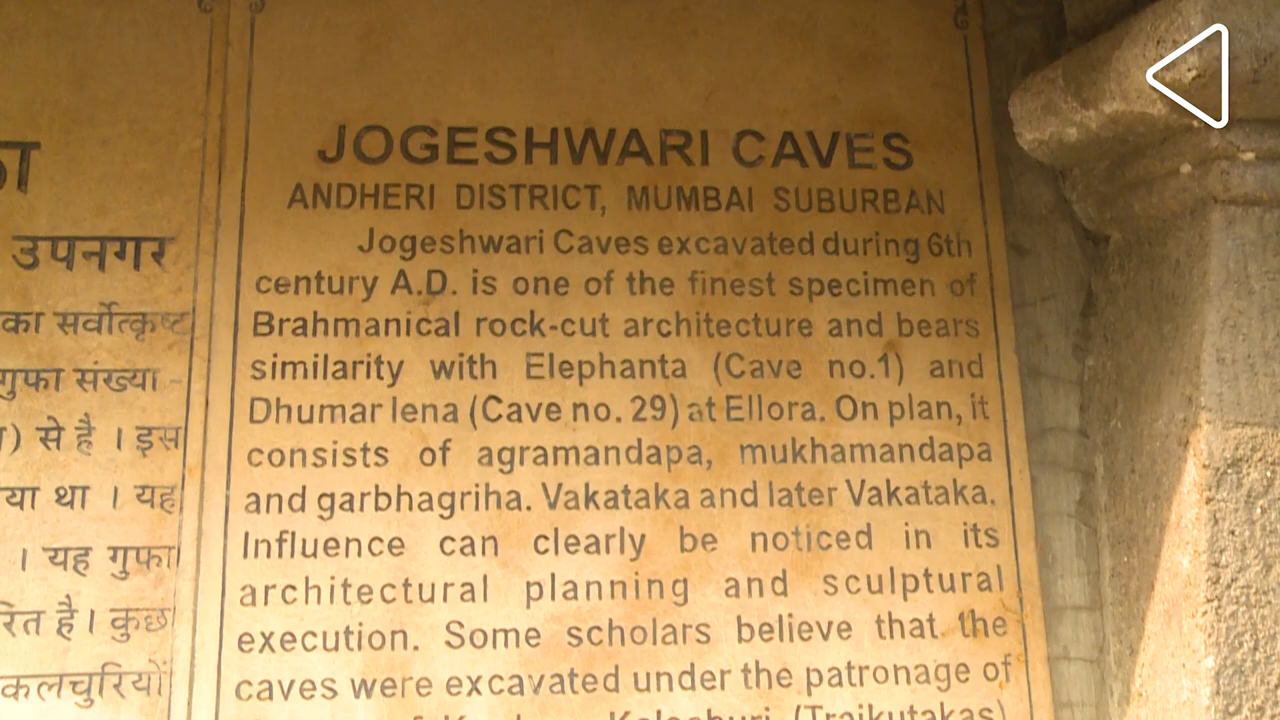 उपनगर
का सर्वोत्कृष्ट
गुफा संख्या -
से है । इस
या था । यह
। यह गुफा
है। कुछ
कलचुरियों
JOGESHWARI CAVES
ANDHERI DISTRICT, MUMBAI SUBURBAN
Jogeshwari Caves excavated during 6th
century A.D. is one of the finest specimen of
Brahmanical rock-cut architecture and bears
similarity with Elephanta (Cave no.1) and
Dhumar lena (Cave no. 29) at Ellora. On plan, it
consists of agramandapa, mukhamandapa
and garbhagriha. Vakataka and later Vakataka.
Influence can clearly be noticed in its
architectural planning and sculptural
execution. Some scholars believe that the
caves were excavated under the patronage of
(Traikutakas)